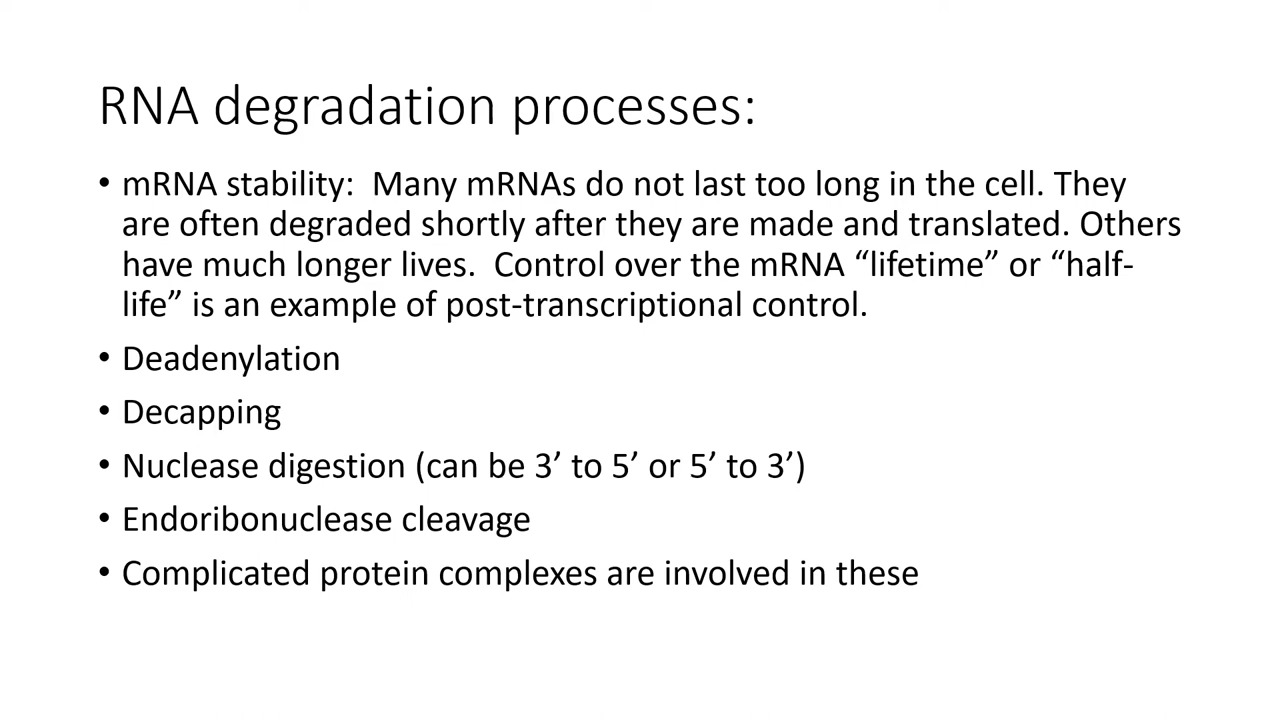 RNA degradation processes:
• mRNA stability:  Many mRNAs do not last too long in the cell. They
are often degraded shortly after they are made and translated. Others
have much longer lives.  Control over the mRNA “lifetime” or “half-
life” is an example of post-transcriptional control.
• Deadenylation
• Decapping
• Nuclease digestion (can be 3’ to 5’ or 5’ to 3’)
• Endoribonuclease cleavage
• Complicated protein complexes are involved in these